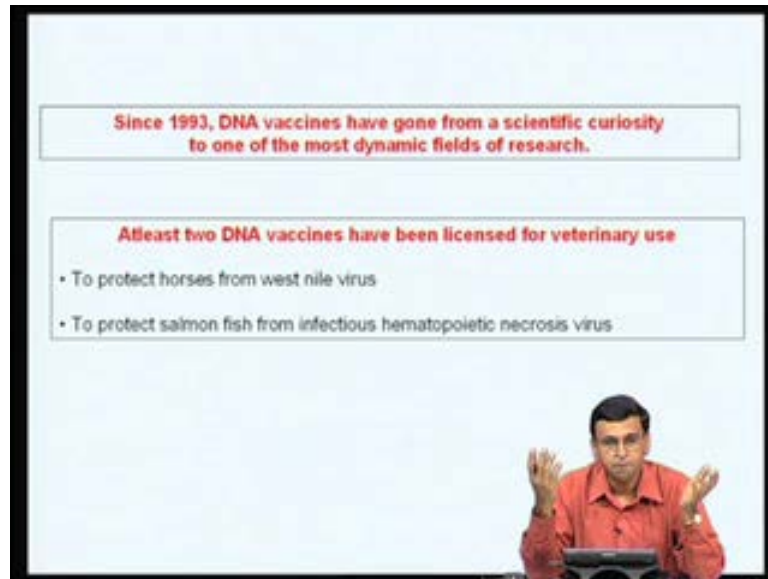 Since 1993, DNA vaccines have gone from a scientific curiosity
to one of the most dynamic fields of research.
Atleast two DNA vaccines have been licensed for veterinary use
• To protect horses from west nile virus
• To protect salmon fish from infectious hematopoietic necrosis virus